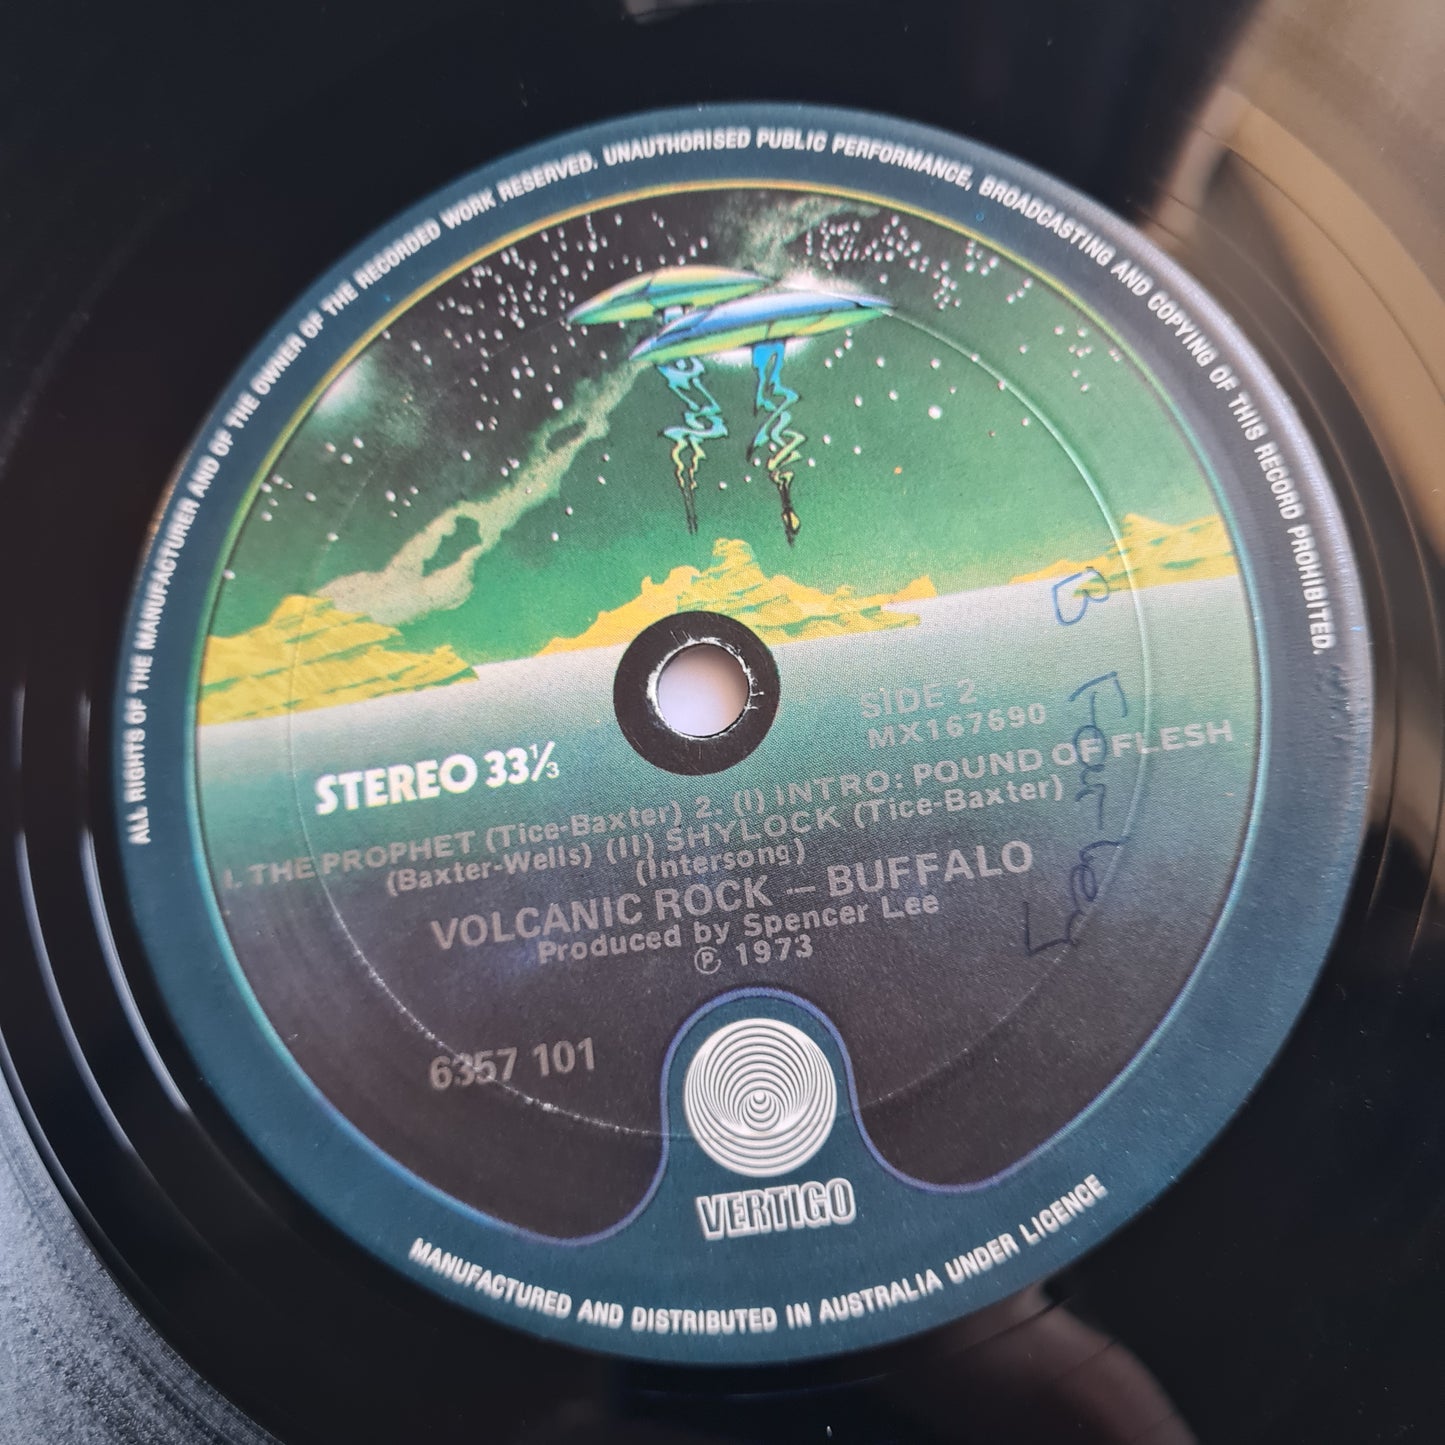 ALL RIGHTS OF THE MANUFACTURER AND OF THE OWNER OF THE RECORDED WORK RESERVED. UNAUTHORISED PUBLIC PERFORMANCE, BROADCASTING AND COPYING OF THIS RECORD PROHIBITED.
SIDE 2
MX167690
STEREO 33⅓
1. THE PROPHET (Tice-Baxter) 2. (I) INTRO: POUND OF FLESH
(Baxter-Wells) (II) SHYLOCK (Tice-Baxter)
(Intersong)
VOLCANIC ROCK — BUFFALO
Produced by Spencer Lee
℗ 1973
6357 101
VERTIGO
MANUFACTURED AND DISTRIBUTED IN AUSTRALIA UNDER LICENCE
B Farley